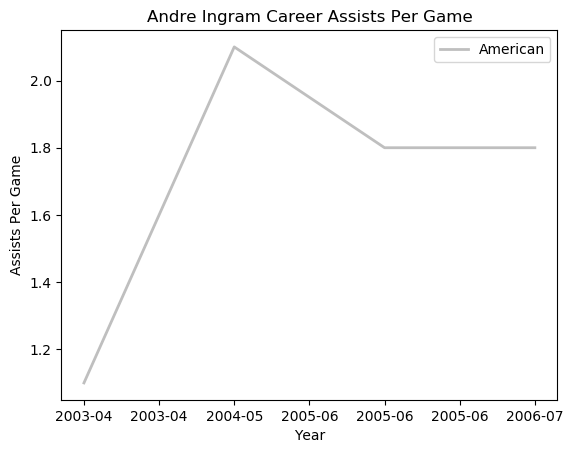 Andre Ingram Career Assists Per Game
American
2.0
1.8
1.6
1.4
1.2
Assists Per Game
2003-04 2003-04 2004-05 2005-06 2005-06 2005-06 2006-07
Year